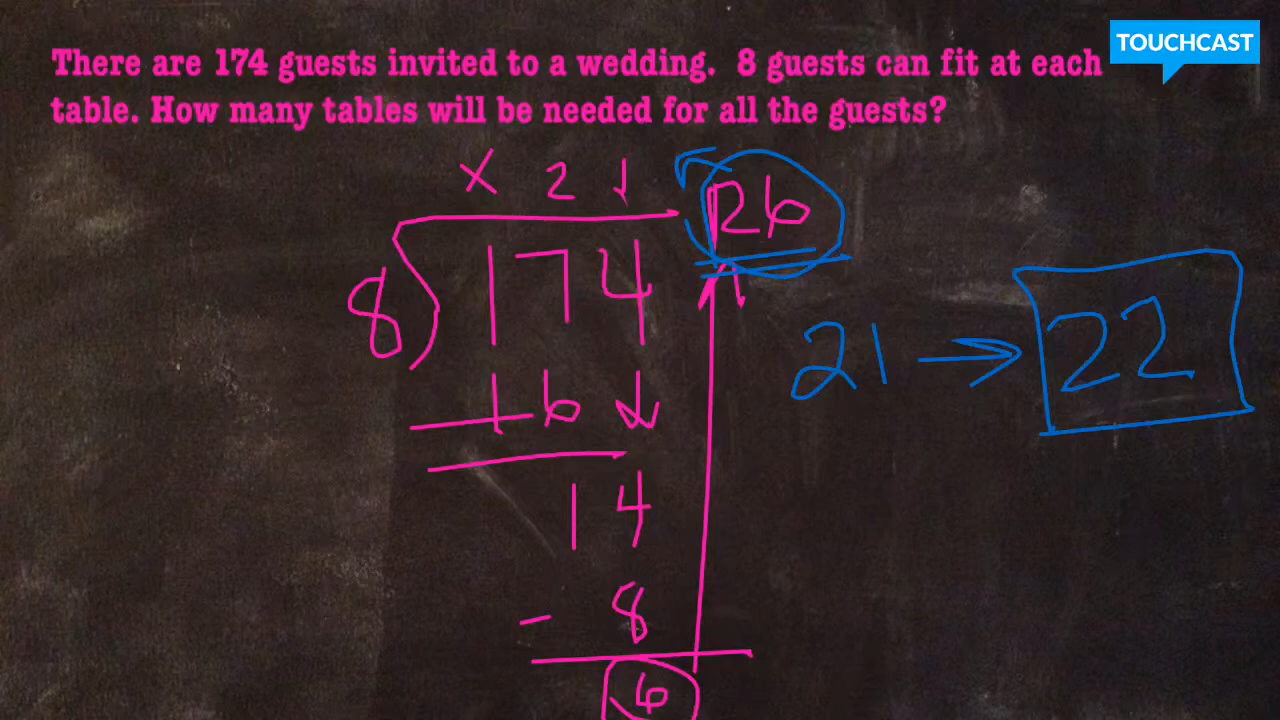 There are 174 guests invited to a wedding. 8 guests can fit at each
table. How many tables will be needed for all the guests?
TOUCHCAST
X 21 R6
8 174
21 → 22
16
14
- 8
6